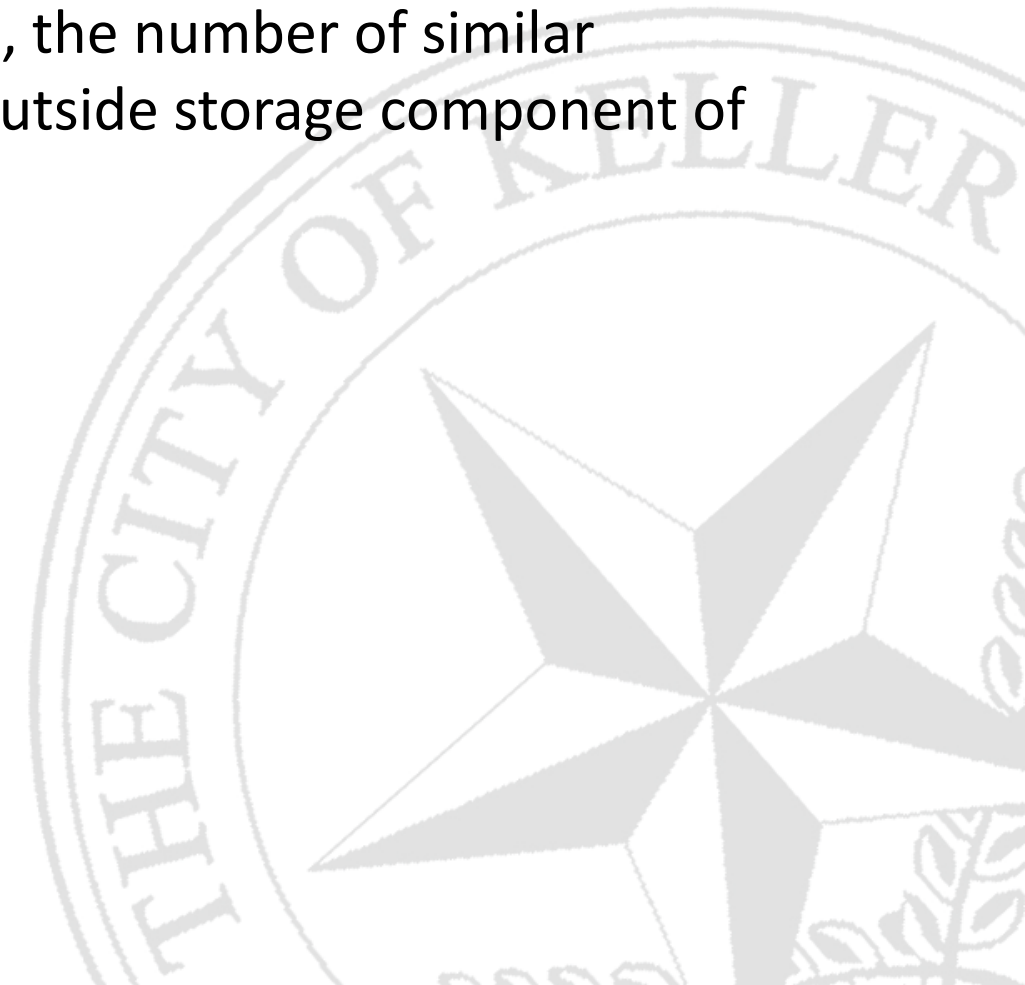 , the number of similar
utside storage component of
THE CITY OF KELLER